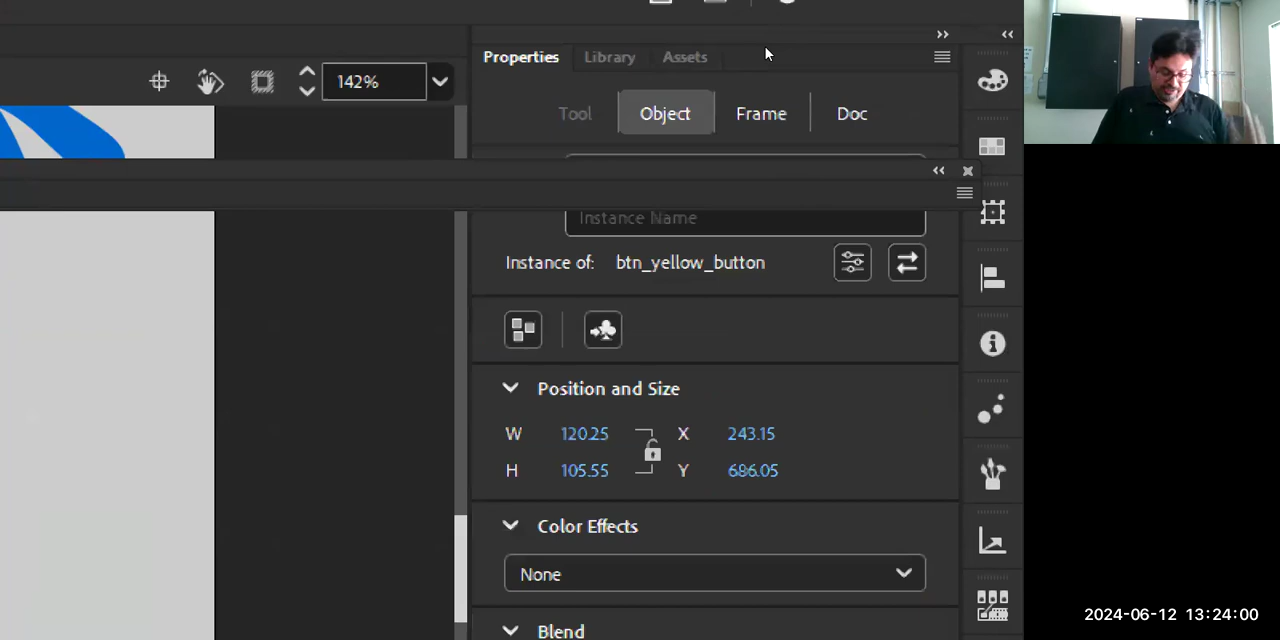 Properties Library Assets
142%
Tool Object Frame Doc
Instance Name
Instance of: btn_yellow_button
Position and Size
W 120.25 X 243.15
H 105.55 Y 686.05
Color Effects
None
Blend
2024-06-12 13:24:00